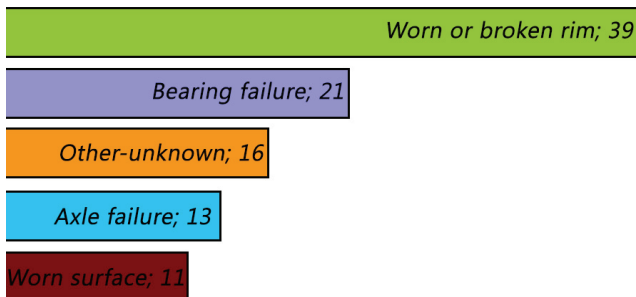 Worn or broken rim; 39
Bearing failure; 21
Other-unknown; 16
Axle failure; 13
Worn surface; 11